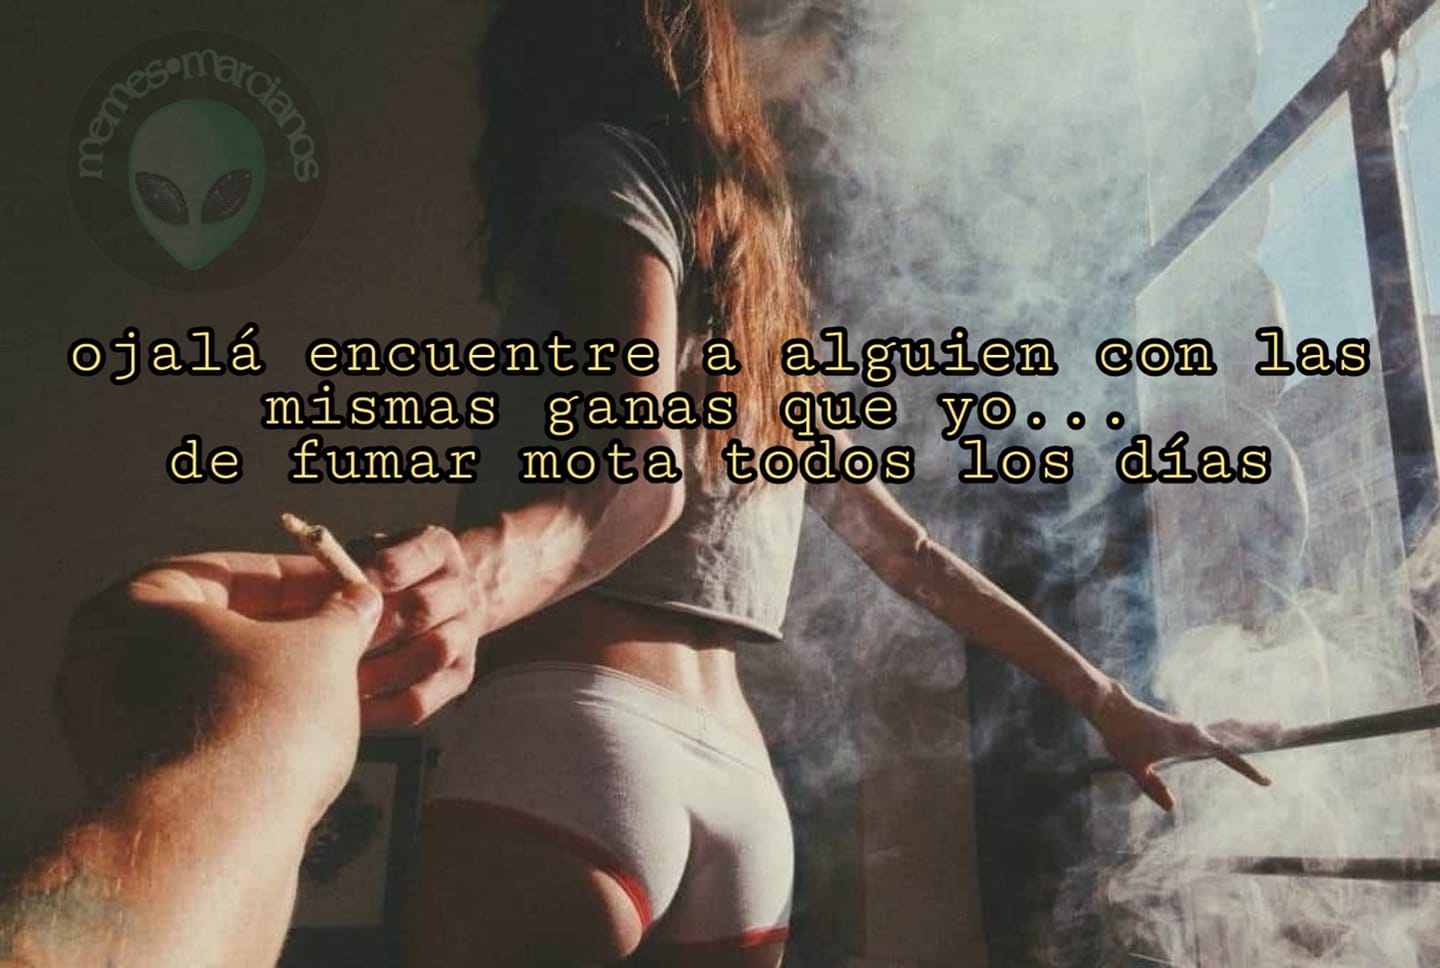 memes•marcianos
ojalá encuentre a alguien con las
mismas ganas que yo...
de fumar mota todos los días